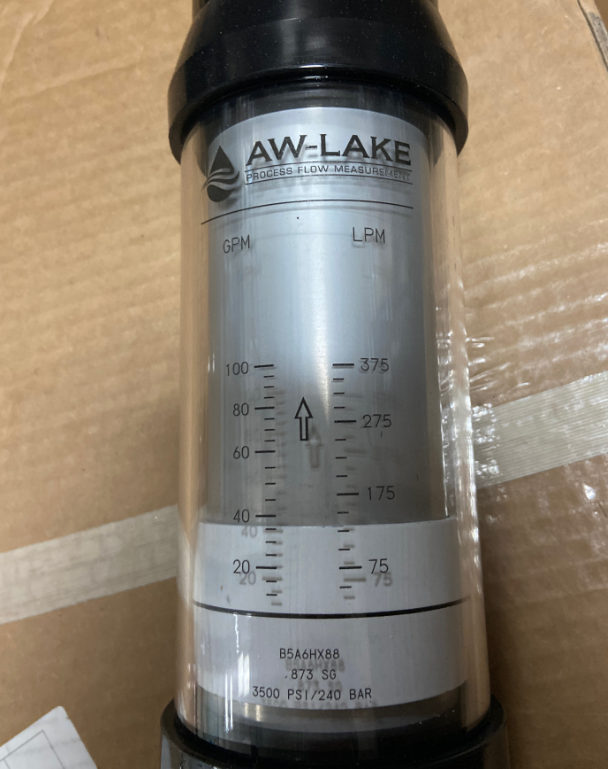 AW-LAKE
PROCESS FLOW MEASUREMENT
GPM LPM
100 375
80 275
60
40 175
20 75
B5A6HX88
.873 SG
3500 PSI/240 BAR